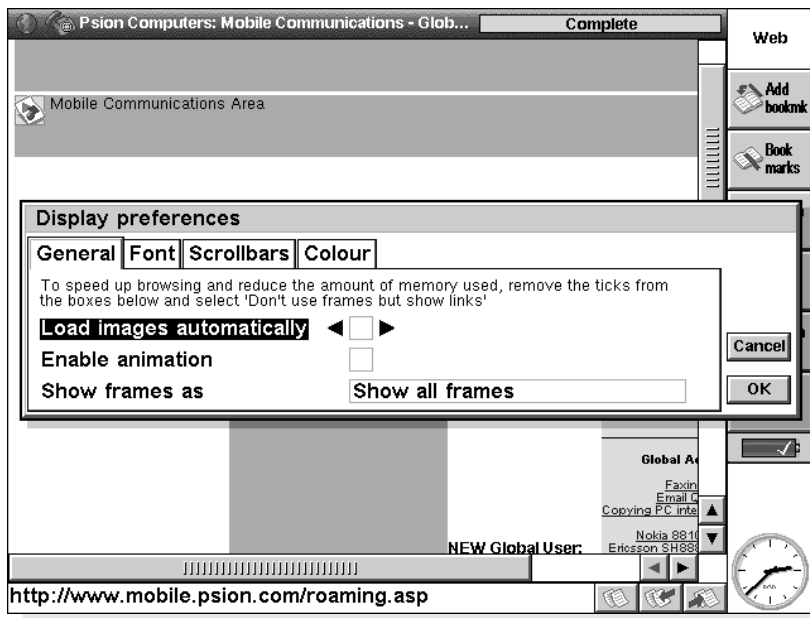 Psion Computers: Mobile Communications - Glob...
Complete
Web
Mobile Communications Area
Add
bookmk
Book
marks
Display preferences
General
Font
Scrollbars
Colour
To speed up browsing and reduce the amount of memory used, remove the ticks from
the boxes below and select 'Don't use frames but show links'
Load images automatically
Enable animation
Show frames as
Show all frames
Cancel
OK
Global
Faxin
Email
Copying PC inte
Nokia 8810
NEW Global User:
Ericsson SH888
http://www.mobile.psion.com/roaming.asp